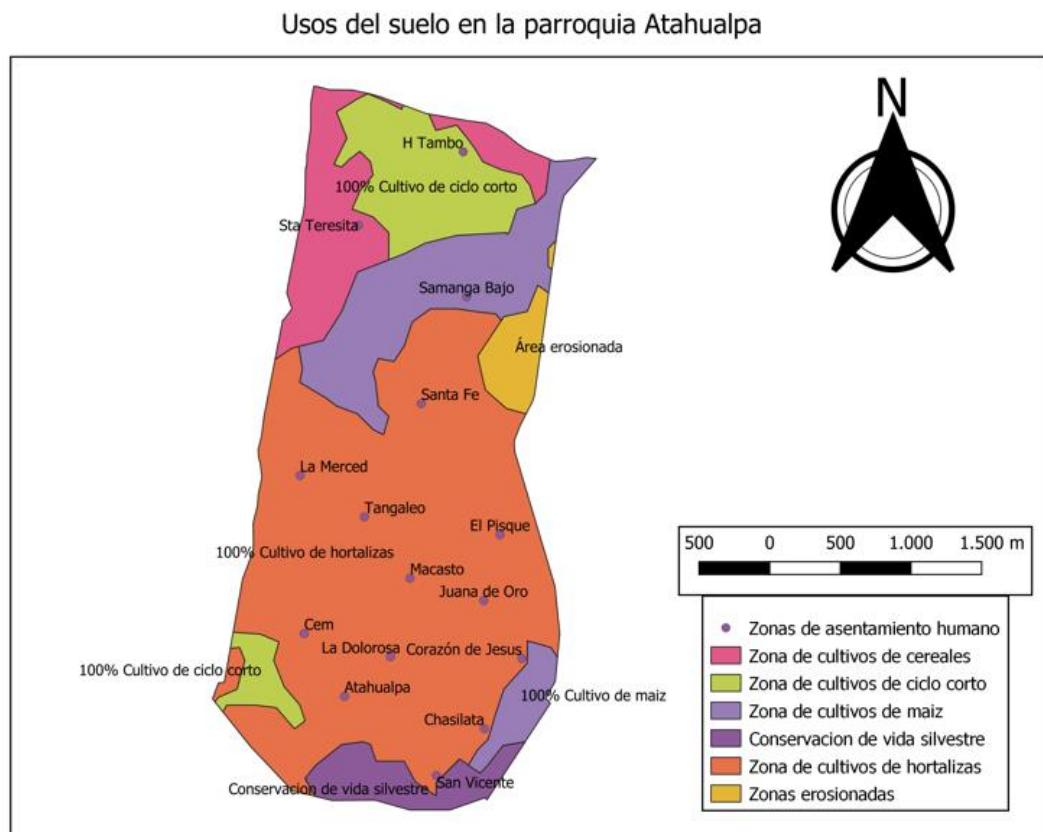 Usos del suelo en la parroquia Atahualpa
N
H Tambo
100% Cultivo de ciclo corto
Sta Teresita
Samanga Bajo
Área erosionada
Santa Fe
La Merced
Tangaleo
El Pisque
100% Cultivo de hortalizas
Macasto
Juana de Oro
Cem
La Dolorosa
Corazón de Jesus
100% Cultivo de ciclo corto
Atahualpa
100% Cultivo de maiz
Chasilata
San Vicente
Conservacion de vida silvestre
500 0 500 1.000 1.500 m
Zonas de asentamiento humano
Zona de cultivos de cereales
Zona de cultivos de ciclo corto
Zona de cultivos de maiz
Conservacion de vida silvestre
Zona de cultivos de hortalizas
Zonas erosionadas